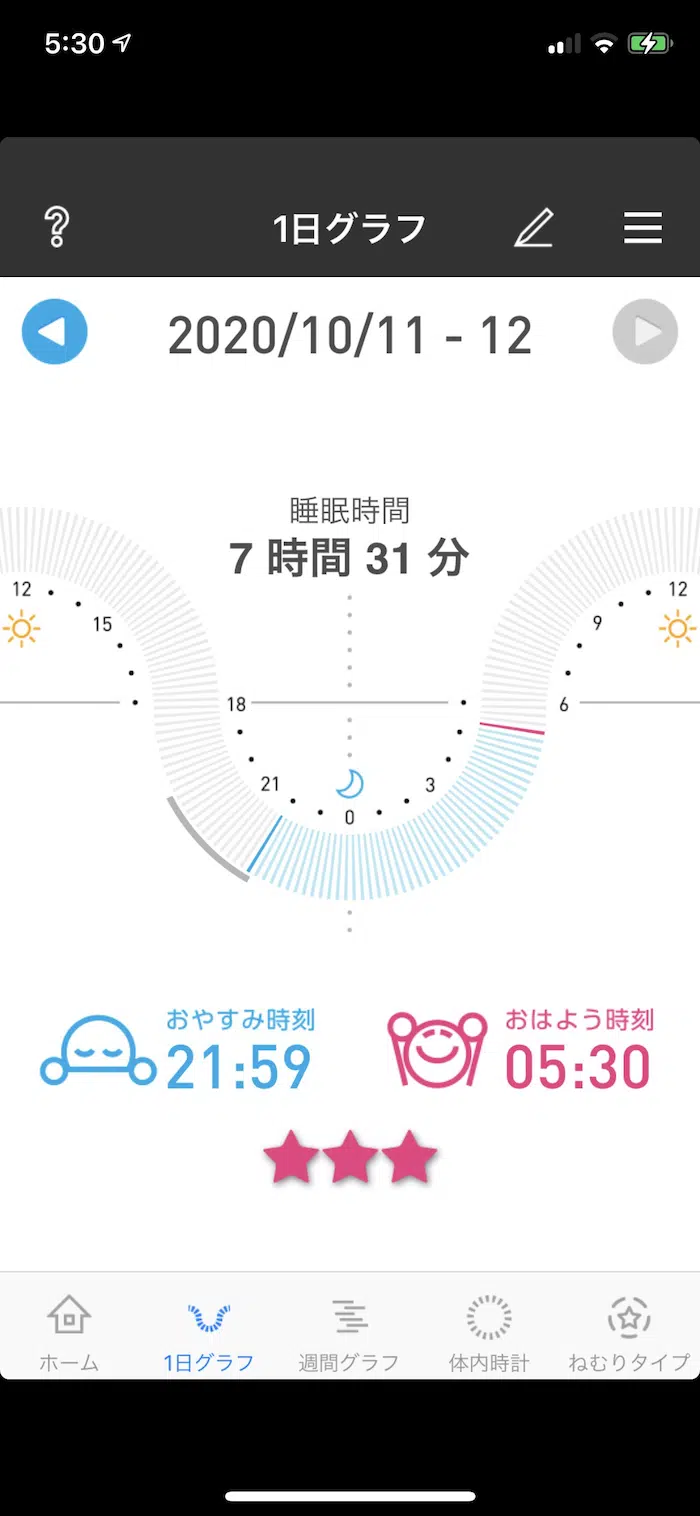 5:30
?
1日グラフ
2020/10/11 - 12
睡眠時間
7 時間 31 分
12
15
18
21
0
3
6
9
12
おやすみ時刻
21:59
おはよう時刻
05:30
ホーム
1日グラフ
週間グラフ
体内時計
ねむりタイプ